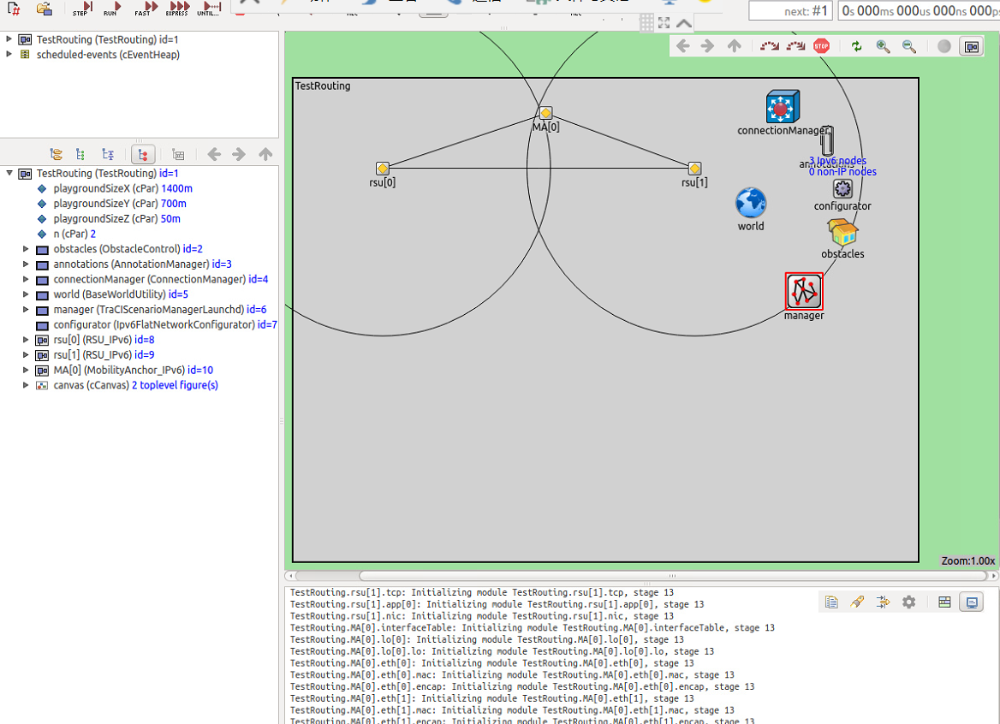 STEP RUN FAST EXPRESS UNTIL...
next: #1
0s 000ms 000us 000ns 000ps
TestRouting (TestRouting) id=1
scheduled-events (cEventHeap)
TestRouting (TestRouting) id=1
playgroundSizeX (cPar) 1400m
playgroundSizeY (cPar) 700m
playgroundSizeZ (cPar) 50m
n (cPar) 2
obstacles (ObstacleControl) id=2
annotations (AnnotationManager) id=3
connectionManager (ConnectionManager) id=4
world (BaseWorldUtility) id=5
manager (TraCIScenarioManagerLaunchd) id=6
configurator (Ipv6FlatNetworkConfigurator) id=7
rsu[0] (RSU_IPv6) id=8
rsu[1] (RSU_IPv6) id=9
MA[0] (MobilityAnchor_IPv6) id=10
canvas (cCanvas) 2 toplevel figure(s)
STOP
TestRouting
MA[0]
rsu[0]
rsu[1]
connectionManager
annotations
3 Ipv6 nodes
0 non-IP nodes
configurator
world
obstacles
manager
Zoom:1.00x
TestRouting.rsu[1].tcp: Initializing module TestRouting.rsu[1].tcp, stage 13
TestRouting.rsu[1].app[0]: Initializing module TestRouting.rsu[1].app[0], stage 13
TestRouting.rsu[1].nic: Initializing module TestRouting.rsu[1].nic, stage 13
TestRouting.MA[0].interfaceTable: Initializing module TestRouting.MA[0].interfaceTable, stage 13
TestRouting.MA[0].lo[0]: Initializing module TestRouting.MA[0].lo[0], stage 13
TestRouting.MA[0].lo[0].lo: Initializing module TestRouting.MA[0].lo[0].lo, stage 13
TestRouting.MA[0].eth[0]: Initializing module TestRouting.MA[0].eth[0], stage 13
TestRouting.MA[0].eth[0].mac: Initializing module TestRouting.MA[0].eth[0].mac, stage 13
TestRouting.MA[0].eth[0].encap: Initializing module TestRouting.MA[0].eth[0].encap, stage 13
TestRouting.MA[0].eth[1]: Initializing module TestRouting.MA[0].eth[1], stage 13
TestRouting.MA[0].eth[1].mac: Initializing module TestRouting.MA[0].eth[1].mac, stage 13
TestRouting.MA[0].eth[1].encap: Initializing module TestRouting.MA[0].eth[1].encap, stage 13